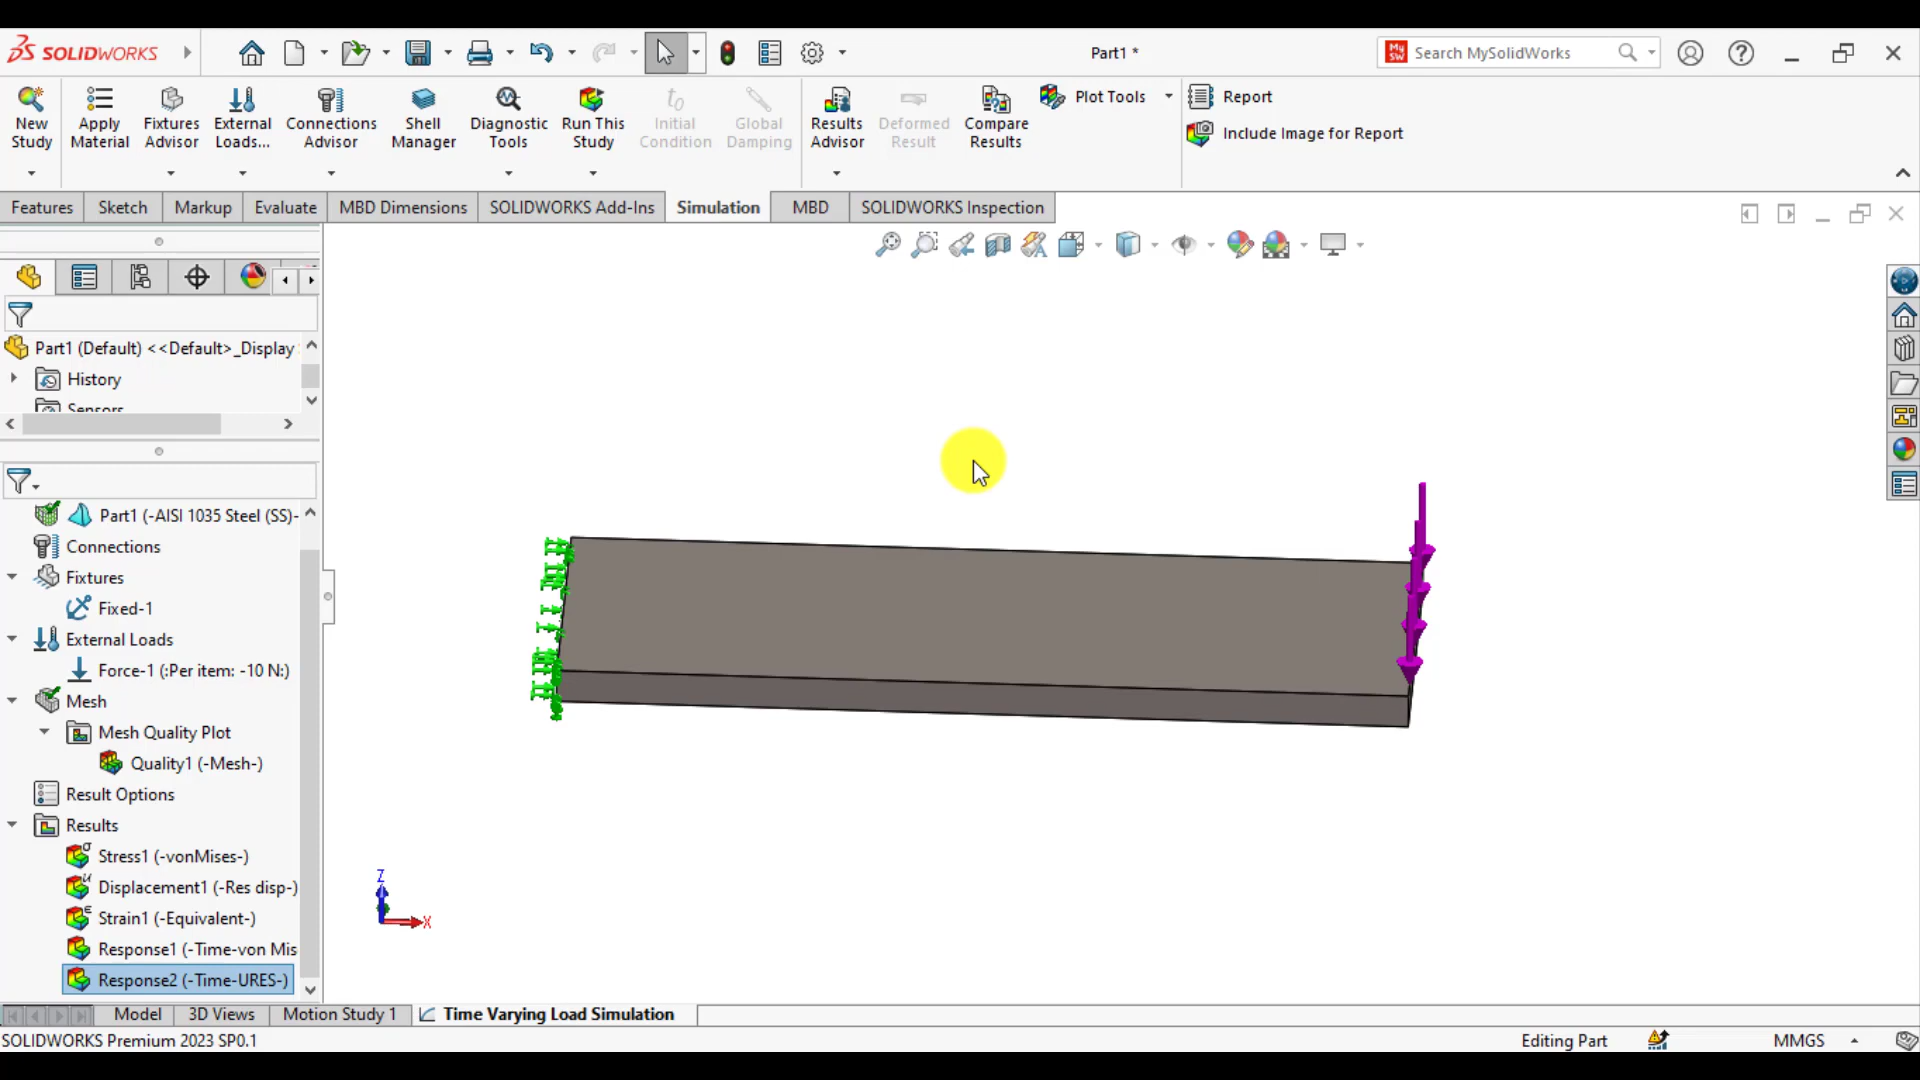 SOLIDWORKS
Part1 *
Search MySolidWorks
New Study
Apply Material
Fixtures Advisor
External Loads...
Connections Advisor
Shell Manager
Diagnostic Tools
Run This Study
Initial Condition
Global Damping
Results Advisor
Deformed Result
Compare Results
Plot Tools
Report
Include Image for Report
Features
Sketch
Markup
Evaluate
MBD Dimensions
SOLIDWORKS Add-Ins
Simulation
MBD
SOLIDWORKS Inspection
Part1 (Default) <<Default>_Display
History
Sensors
Part1 (-AISI 1035 Steel (SS)-
Connections
Fixtures
Fixed-1
External Loads
Force-1 (:Per item: -10 N:)
Mesh
Mesh Quality Plot
Quality1 (-Mesh-)
Result Options
Results
Stress1 (-vonMises-)
Displacement1 (-Res disp-)
Strain1 (-Equivalent-)
Response1 (-Time-von Mis
Response2 (-Time-URES-)
Z
X
Model
3D Views
Motion Study 1
Time Varying Load Simulation
SOLIDWORKS Premium 2023 SP0.1
Editing Part
MMGS